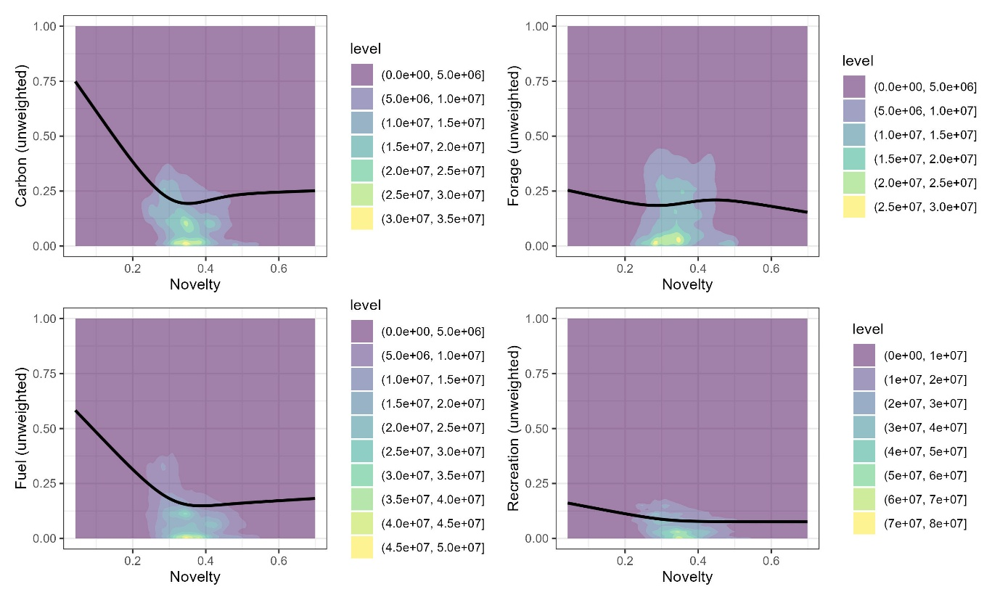 1.00
0.75
0.50
0.25
0.00
Carbon (unweighted)
0.2 0.4 0.6
Novelty
level
(0.0e+00, 5.0e+06]
(5.0e+06, 1.0e+07]
(1.0e+07, 1.5e+07]
(1.5e+07, 2.0e+07]
(2.0e+07, 2.5e+07]
(2.5e+07, 3.0e+07]
(3.0e+07, 3.5e+07]
1.00
0.75
0.50
0.25
0.00
Forage (unweighted)
0.2 0.4 0.6
Novelty
level
(0.0e+00, 5.0e+06]
(5.0e+06, 1.0e+07]
(1.0e+07, 1.5e+07]
(1.5e+07, 2.0e+07]
(2.0e+07, 2.5e+07]
(2.5e+07, 3.0e+07]
1.00
0.75
0.50
0.25
0.00
Fuel (unweighted)
0.2 0.4 0.6
Novelty
level
(0.0e+00, 5.0e+06]
(5.0e+06, 1.0e+07]
(1.0e+07, 1.5e+07]
(1.5e+07, 2.0e+07]
(2.0e+07, 2.5e+07]
(2.5e+07, 3.0e+07]
(3.0e+07, 3.5e+07]
(3.5e+07, 4.0e+07]
(4.0e+07, 4.5e+07]
(4.5e+07, 5.0e+07]
1.00
0.75
0.50
0.25
0.00
Recreation (unweighted)
0.2 0.4 0.6
Novelty
level
(0e+00, 1e+07]
(1e+07, 2e+07]
(2e+07, 3e+07]
(3e+07, 4e+07]
(4e+07, 5e+07]
(5e+07, 6e+07]
(6e+07, 7e+07]
(7e+07, 8e+07]